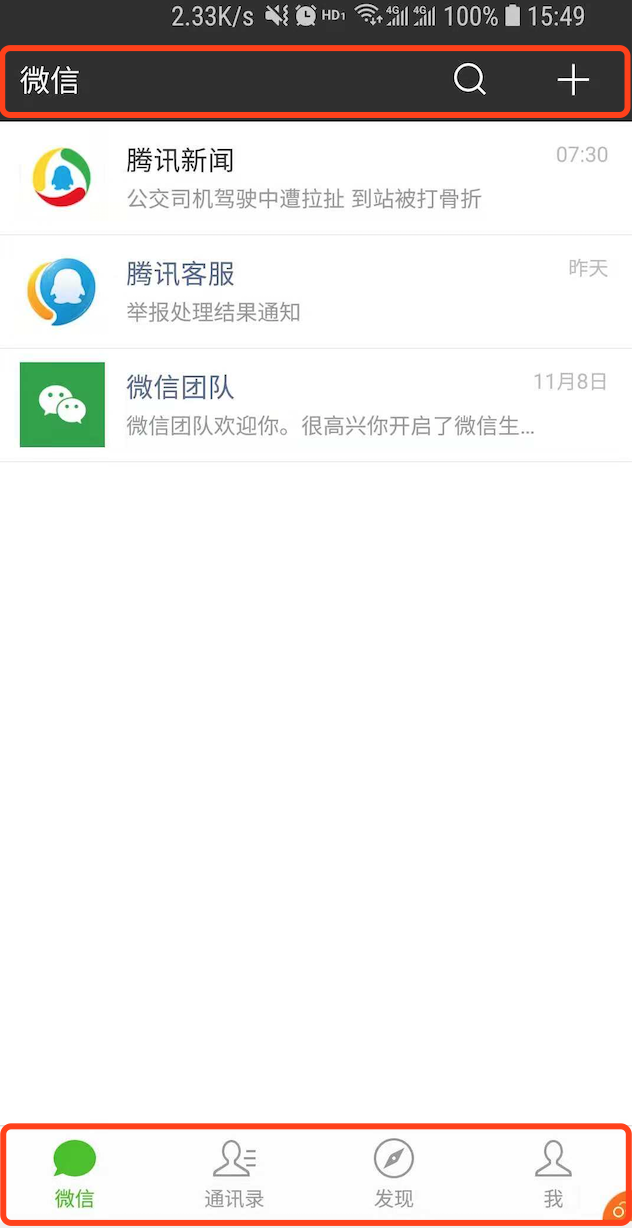 2.33K/s HD1 4G 4G 100% 15:49
微信
腾讯新闻 07:30
公交司机驾驶中遭拉扯 到站被打骨折
腾讯客服 昨天
举报处理结果通知
微信团队 11月8日
微信团队欢迎你。很高兴你开启了微信生...
微信 通讯录 发现 我